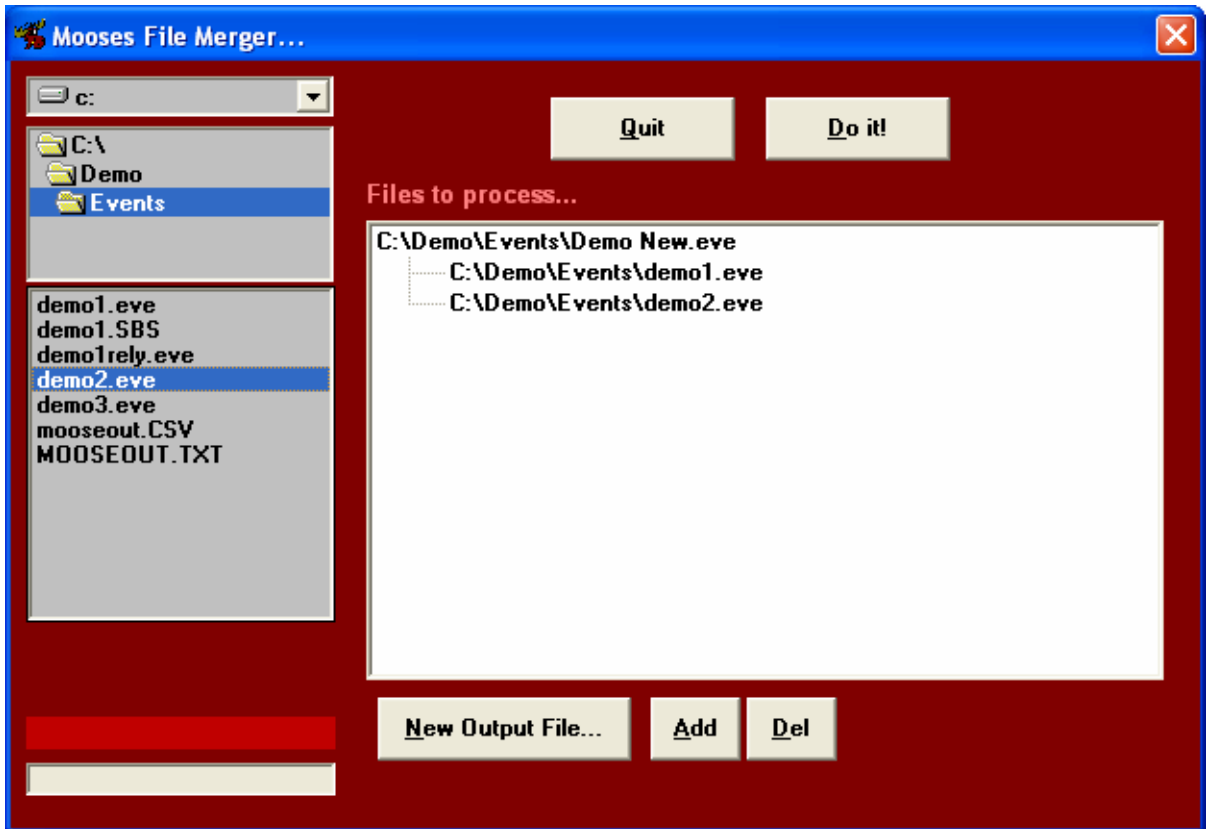 Mooses File Merger...
c:
C:\
Demo
Events
demo1.eve
demo1.SBS
demo1rely.eve
demo2.eve
demo3.eve
mooseout.CSV
MOOSEOUT.TXT
Quit
Do it!
Files to process...
C:\Demo\Events\Demo New.eve
C:\Demo\Events\demo1.eve
C:\Demo\Events\demo2.eve
New Output File...
Add
Del